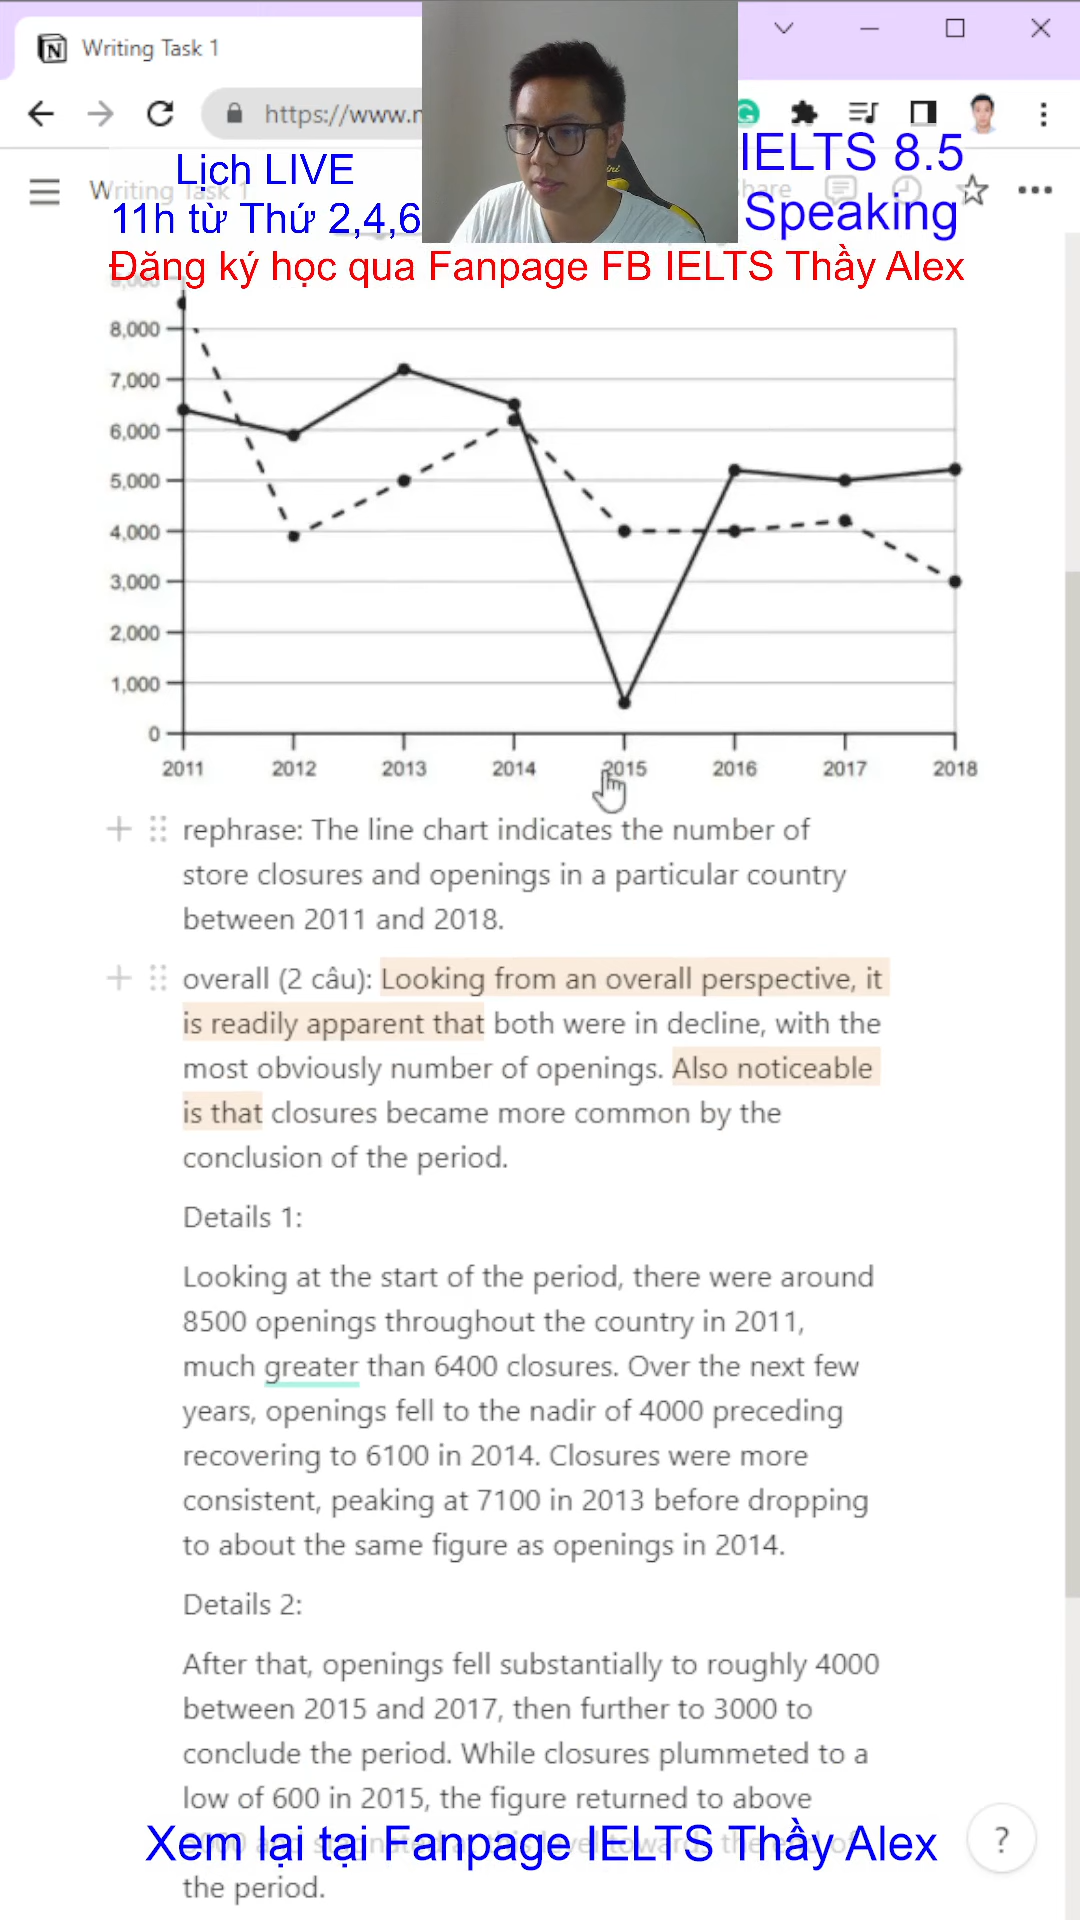 Writing Task 1
https://www.n
Lịch LIVE
Writing Task 1
11h từ Thứ 2,4,6
IELTS 8.5
Speaking
Đăng ký học qua Fanpage FB IELTS Thầy Alex
8,000
7,000
6,000
5,000
4,000
3,000
2,000
1,000
0
2011 2012 2013 2014 2015 2016 2017 2018
rephrase: The line chart indicates the number of
store closures and openings in a particular country
between 2011 and 2018.
overall (2 câu): Looking from an overall perspective, it
is readily apparent that both were in decline, with the
most obviously number of openings. Also noticeable
is that closures became more common by the
conclusion of the period.
Details 1:
Looking at the start of the period, there were around
8500 openings throughout the country in 2011,
much greater than 6400 closures. Over the next few
years, openings fell to the nadir of 4000 preceding
recovering to 6100 in 2014. Closures were more
consistent, peaking at 7100 in 2013 before dropping
to about the same figure as openings in 2014.
Details 2:
After that, openings fell substantially to roughly 4000
between 2015 and 2017, then further to 3000 to
conclude the period. While closures plummeted to a
low of 600 in 2015, the figure returned to above
Xem lại tại Fanpage IELTS Thầy Alex
the period.
?